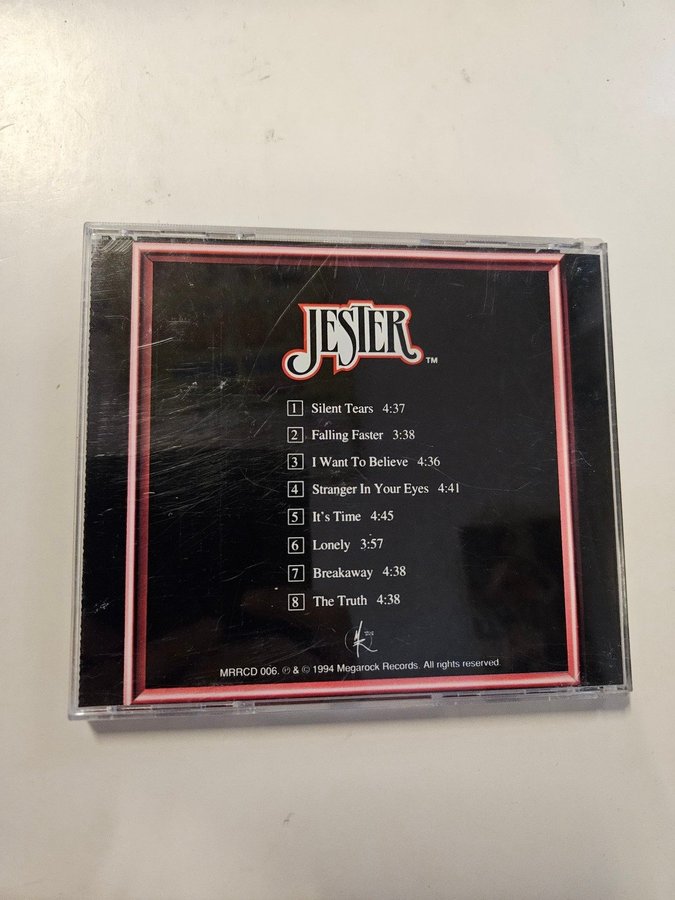 JESTER™
1 Silent Tears 4:37
2 Falling Faster 3:38
3 I Want To Believe 4:36
4 Stranger In Your Eyes 4:41
5 It's Time 4:45
6 Lonely 3:57
7 Breakaway 4:38
8 The Truth 4:38
MRRCD 006. ℗ & © 1994 Megarock Records. All rights reserved.